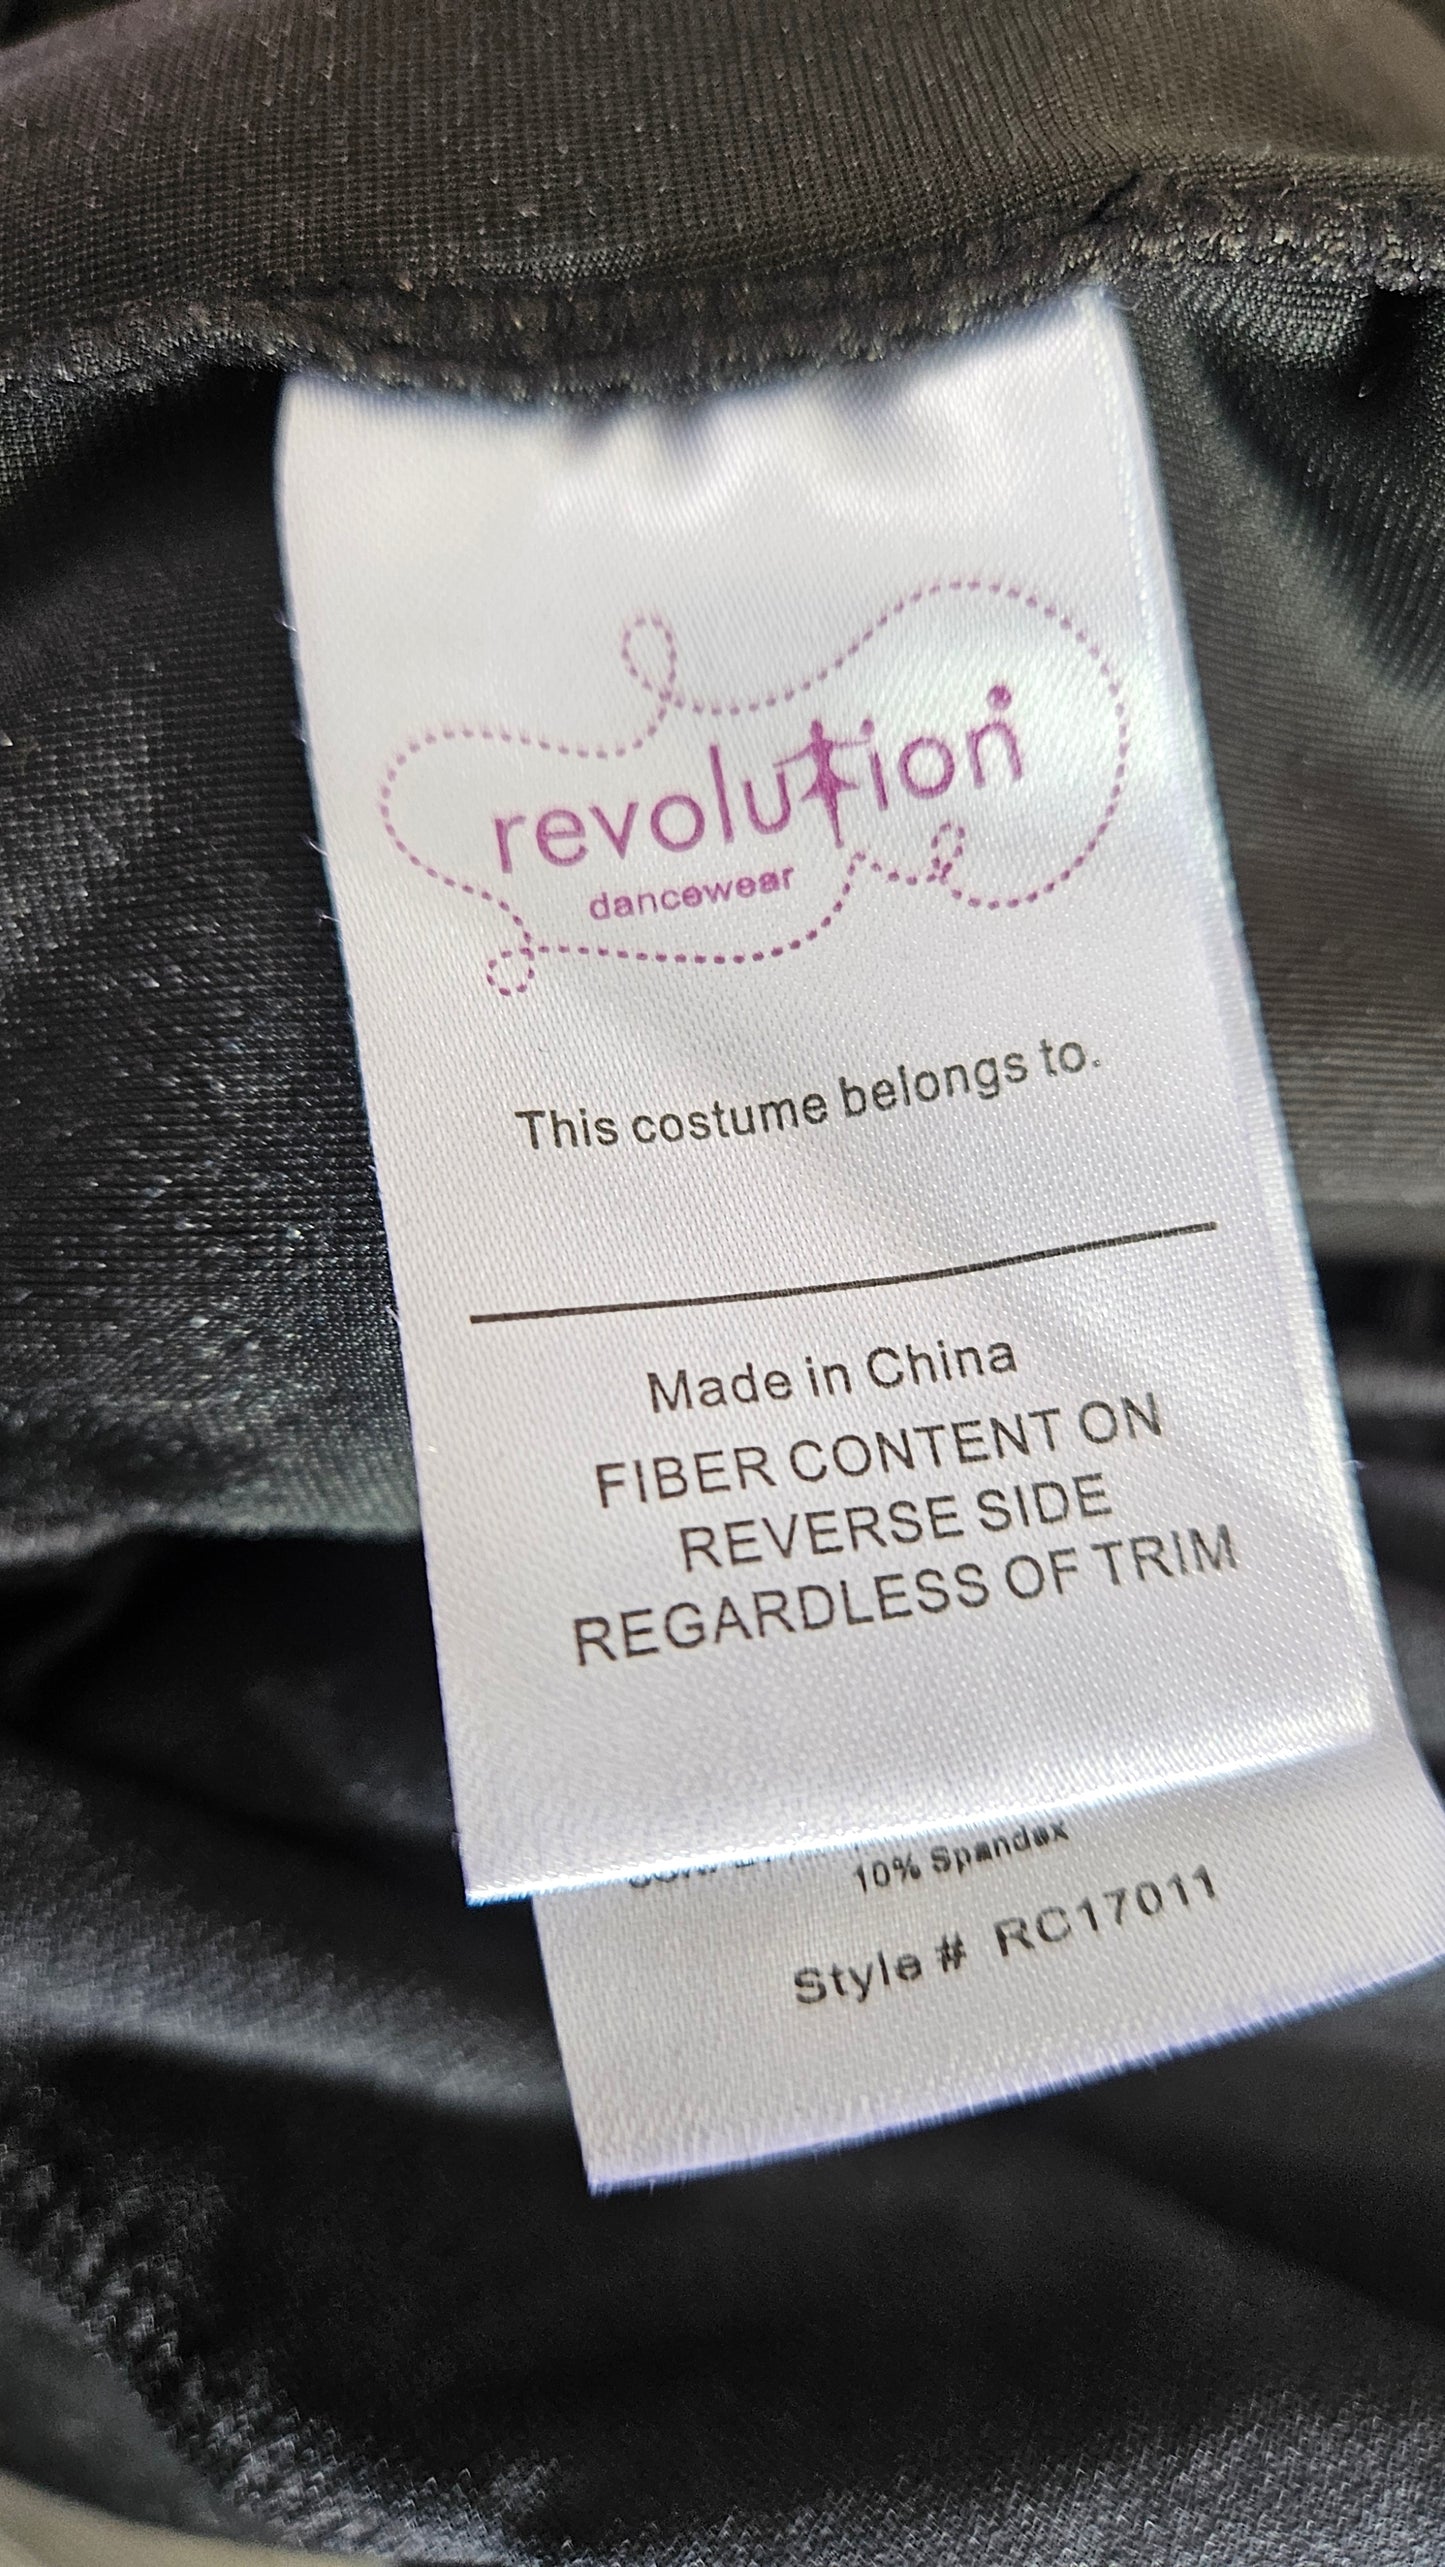 revolution
dancewear
This costume belongs to.
Made in China
FIBER CONTENT ON
REVERSE SIDE
REGARDLESS OF TRIM
10% Spandex
Style # RC17011